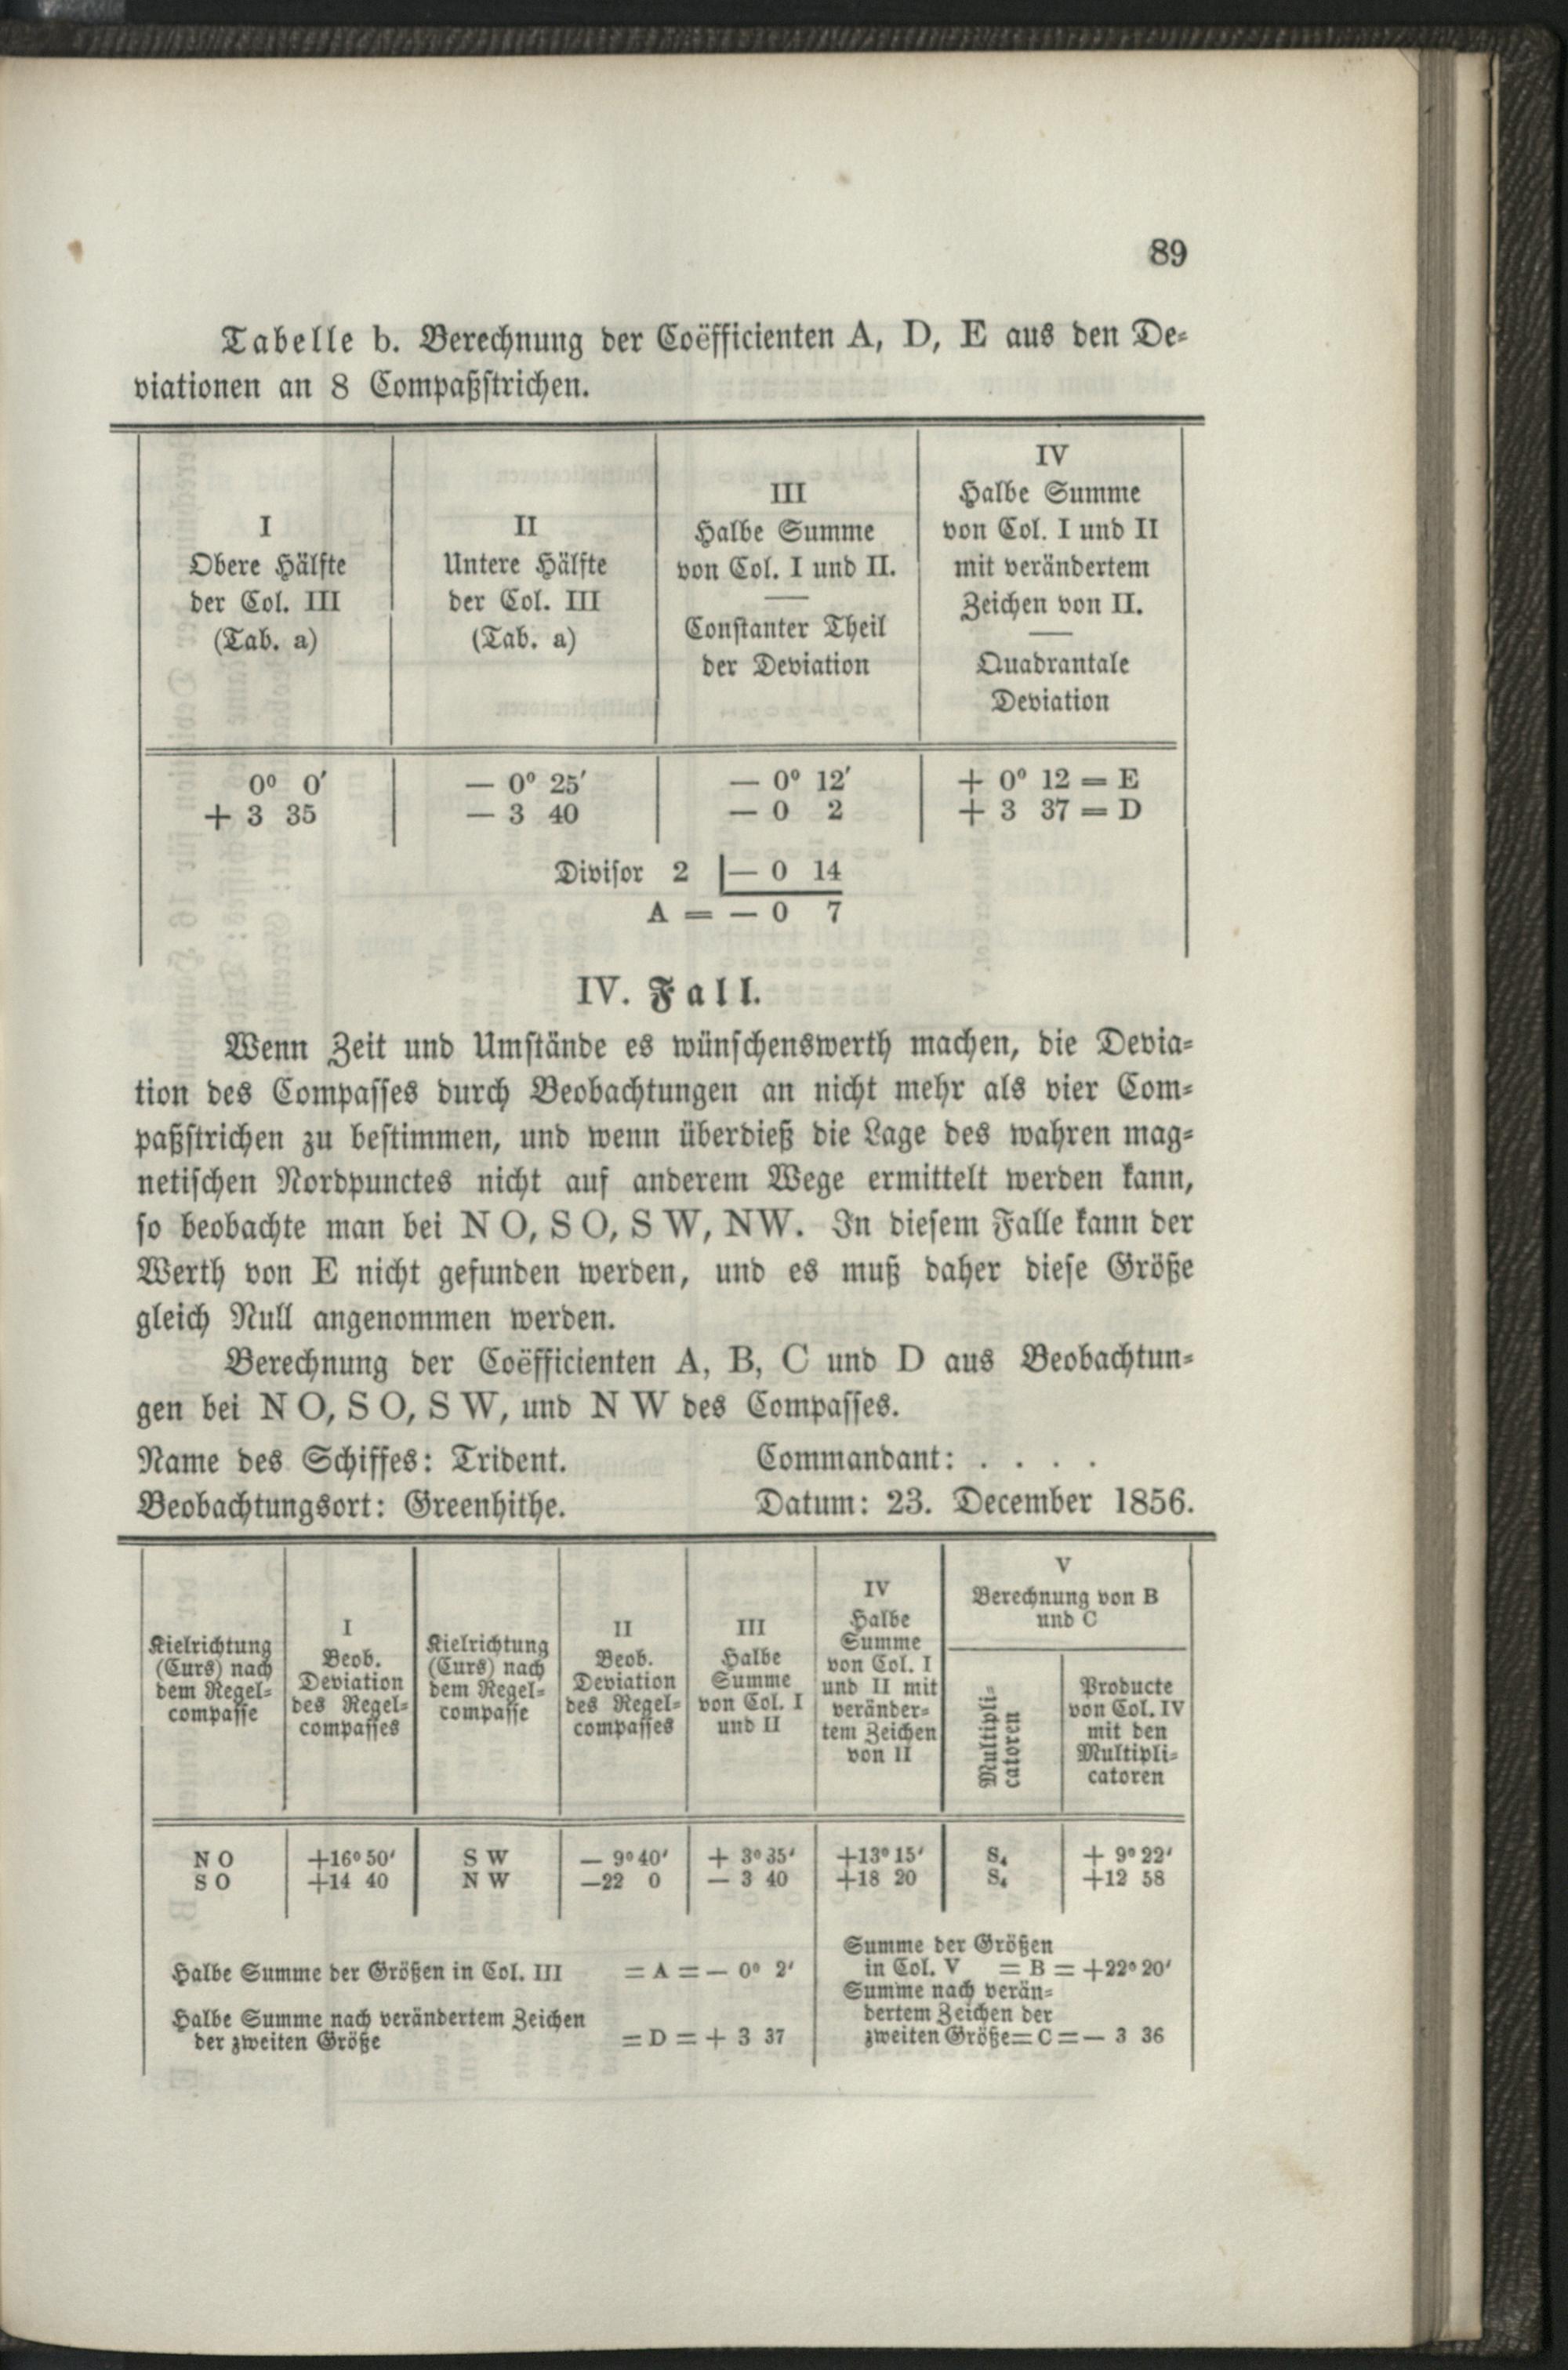 89
Tabelle b. Berechnung der Coëfficienten A, D, E aus den De-
viationen an 8 Compaßstrichen.
I
Obere Hälfte
der Col. III
(Tab. a)
II
Untere Hälfte
der Col. III
(Tab. a)
III
Halbe Summe
von Col. I und II.
Constanter Theil
der Deviation
IV
Halbe Summe
von Col. I und II
mit verändertem
Zeichen von II.
Quadrantale
Deviation
0° 0′ — 0° 25′ — 0° 12′ + 0° 12 = E
+ 3 35 — 3 40 — 0 2 + 3 37 = D
Divisor 2 |— 0 14
A = — 0 7
IV. Fall.
Wenn Zeit und Umstände es wünschenswerth machen, die Devia-
tion des Compasses durch Beobachtungen an nicht mehr als vier Com-
paßstrichen zu bestimmen, und wenn überdieß die Lage des wahren mag-
netischen Nordpunctes nicht auf anderem Wege ermittelt werden kann,
so beobachte man bei N O, S O, S W, NW. In diesem Falle kann der
Werth von E nicht gefunden werden, und es muß daher diese Größe
gleich Null angenommen werden.
Berechnung der Coëfficienten A, B, C und D aus Beobachtun-
gen bei N O, S O, S W, und N W des Compasses.
Name des Schiffes: Trident. Commandant: . . . .
Beobachtungsort: Greenhithe. Datum: 23. December 1856.
Kielrichtung
(Curs) nach
dem Regel-
compasse
I
Beob.
Deviation
des Regel-
compasses
Kielrichtung
(Curs) nach
dem Regel-
compasse
II
Beob.
Deviation
des Regel-
compasses
III
Halbe
Summe
von Col. I
und II
IV
Halbe
Summe
von Col. I
und II mit
veränder-
tem Zeichen
von II
V
Berechnung von B
und C
Multipli-
catoren
Producte
von Col. IV
mit den
Multipli-
catoren
N O +16° 50′ S W — 9° 40′ + 3° 35′ +13° 15′ S₄ + 9° 22′
S O +14 40 N W —22 0 — 3 40 +18 20 S₄ +12 58
Halbe Summe der Größen in Col. III = A = — 0° 2′
Halbe Summe nach verändertem Zeichen
der zweiten Größe = D = + 3 37
Summe der Größen
in Col. V = B = +22° 20′
Summe nach verän-
dertem Zeichen der
zweiten Größe = C = — 3 36